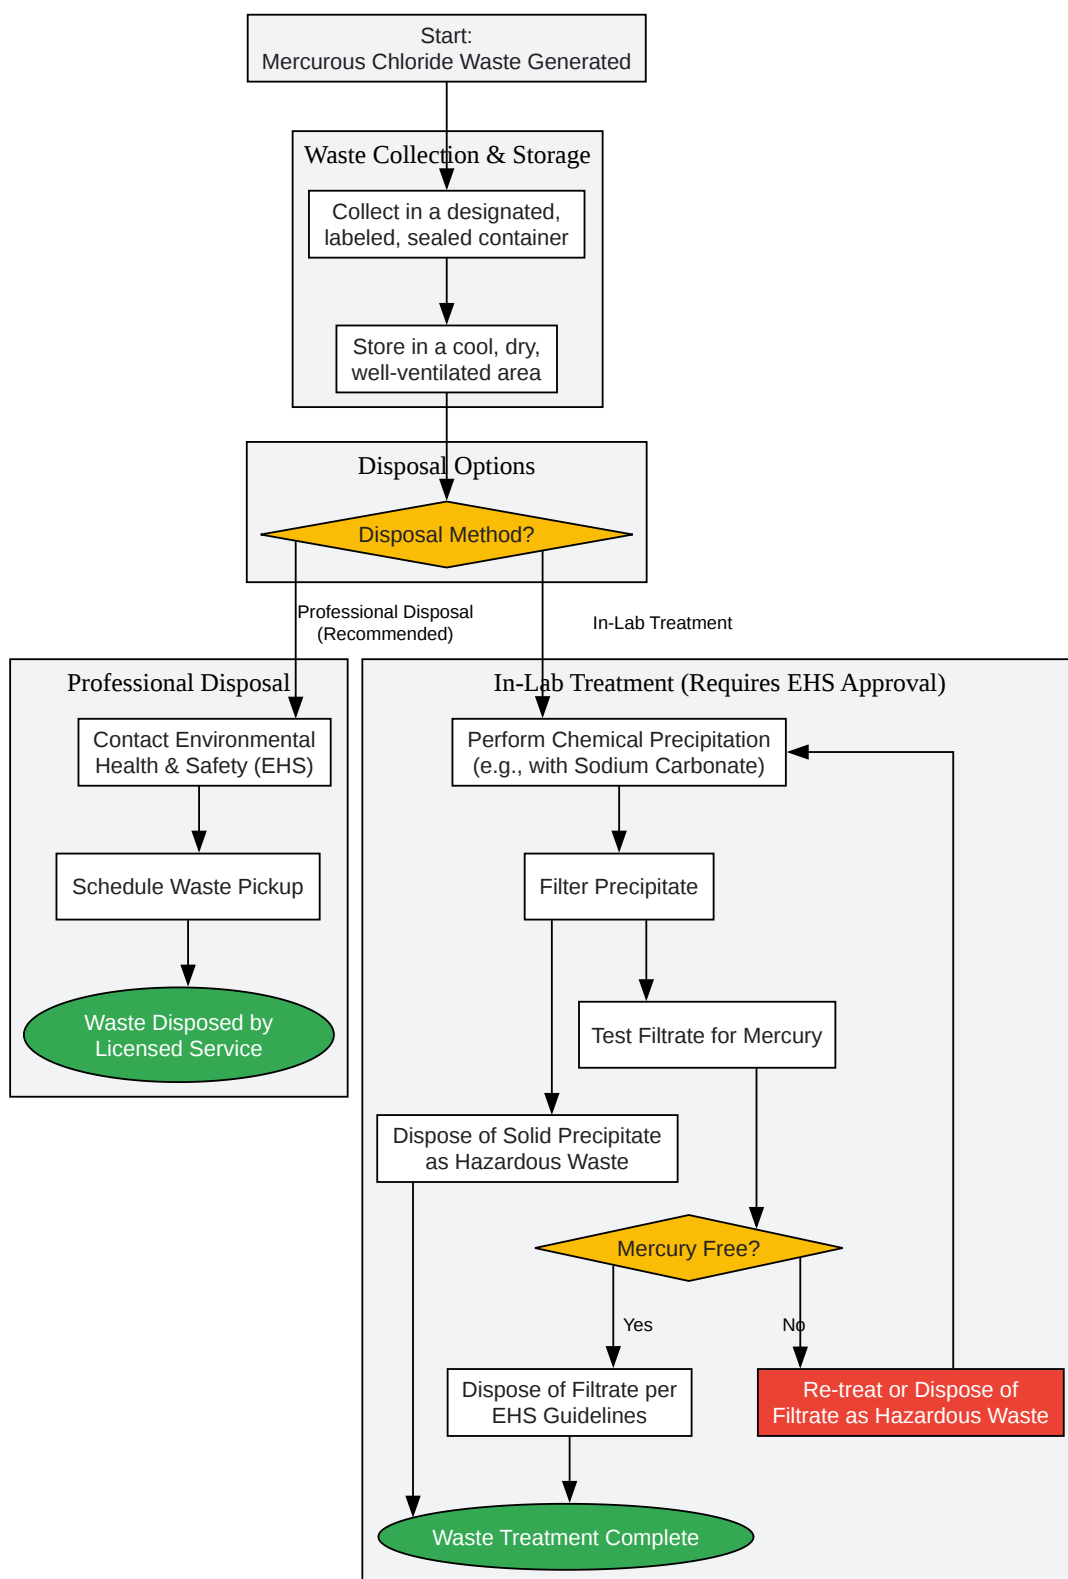 Start:
Mercurous Chloride Waste Generated
Waste Collection & Storage
Collect in a designated,
labeled, sealed container
Store in a cool, dry,
well-ventilated area
Disposal Options
Disposal Method?
Professional Disposal
(Recommended)
In-Lab Treatment
Professional Disposal
Contact Environmental
Health & Safety (EHS)
Schedule Waste Pickup
Waste Disposed by
Licensed Service
In-Lab Treatment (Requires EHS Approval)
Perform Chemical Precipitation
(e.g., with Sodium Carbonate)
Filter Precipitate
Test Filtrate for Mercury
Dispose of Solid Precipitate
as Hazardous Waste
Mercury Free?
Yes
No
Dispose of Filtrate per
EHS Guidelines
Re-treat or Dispose of
Filtrate as Hazardous Waste
Waste Treatment Complete